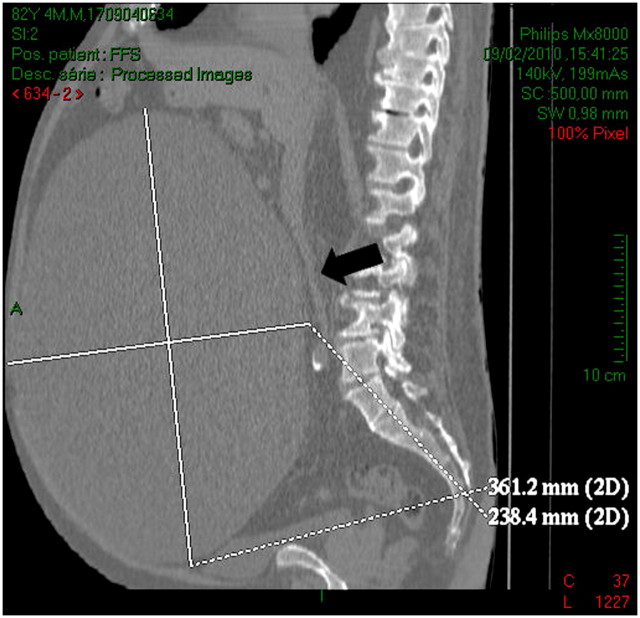 82Y 4M,M,1709040634
Sl:2
Pos. patient: FFS
Desc. série : Processed Images
<634-2>
Philips Mx8000
09/02/2010, 15:41:25
140kV, 199mAs
SC: 500,00 mm
SW 0,98 mm
100% Pixel
A
10 cm
361.2 mm (2D)
238.4 mm (2D)
C 37
L 1227